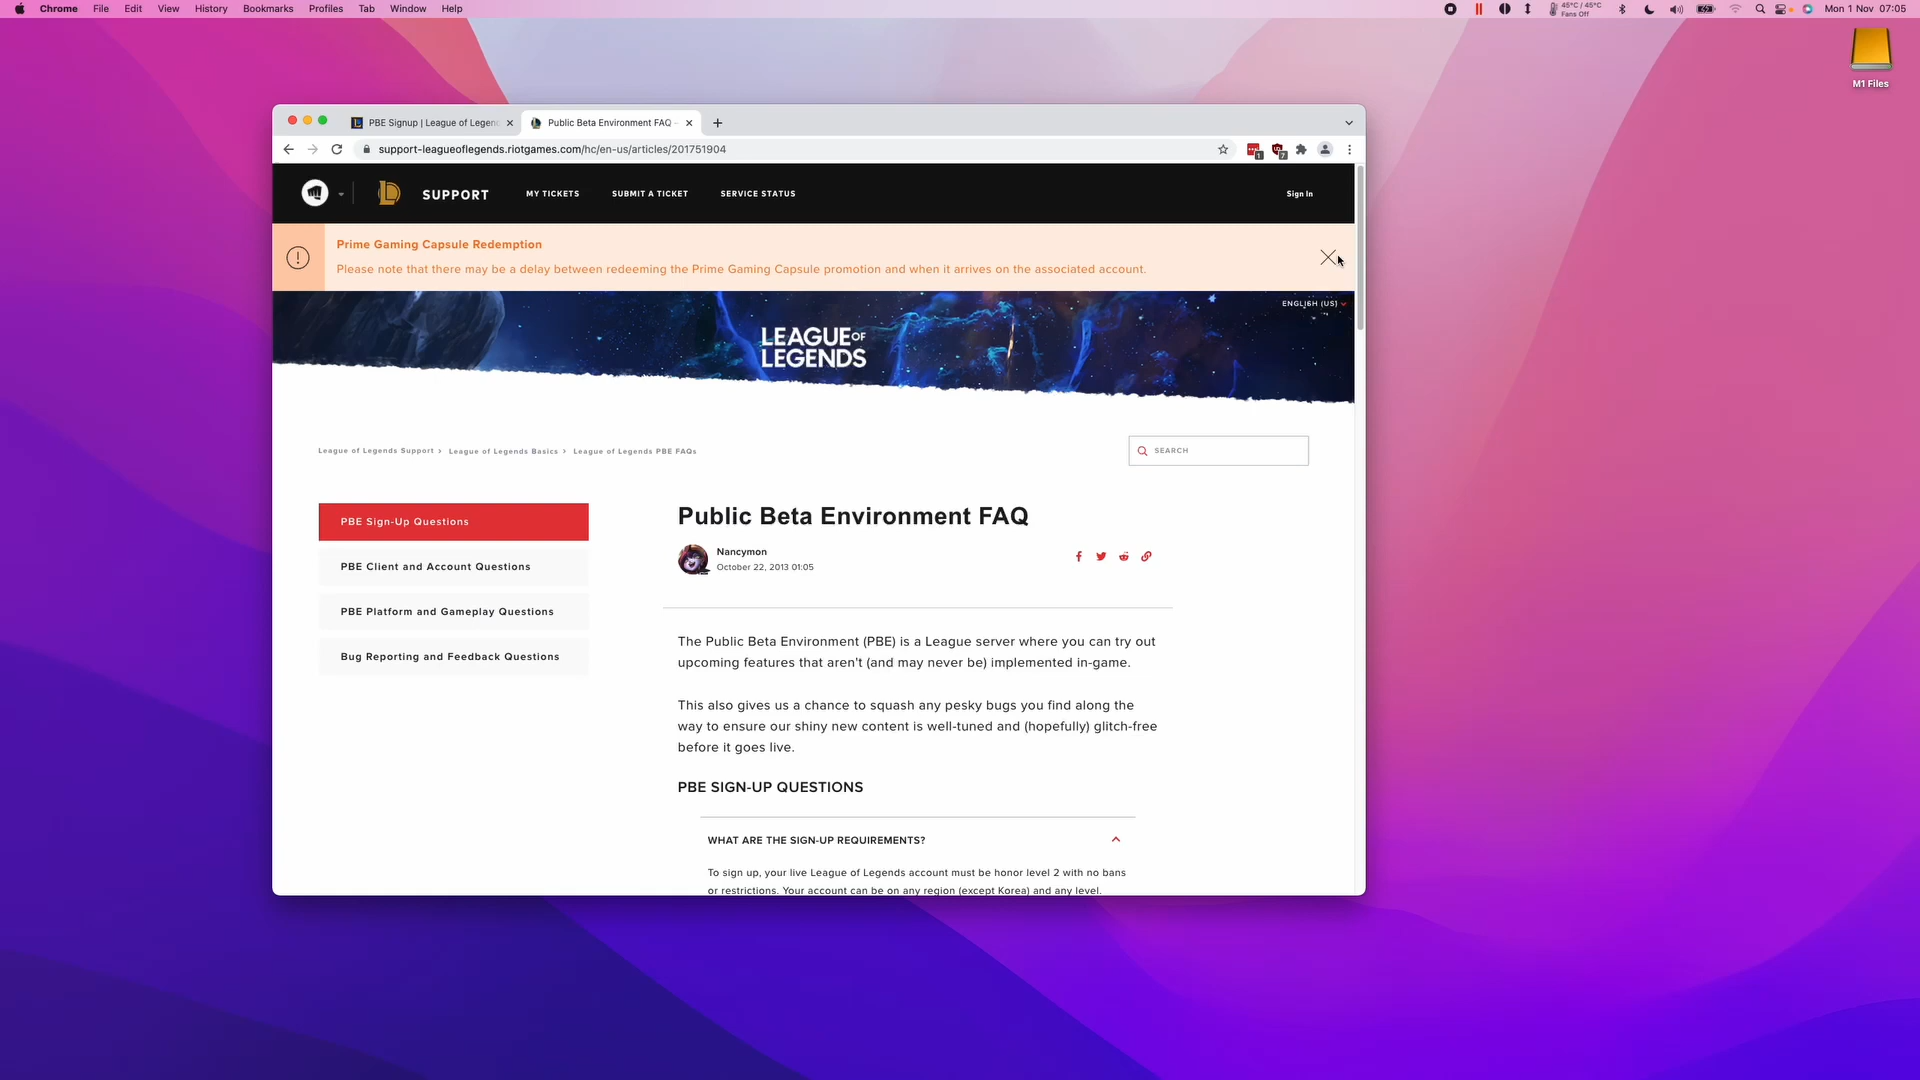 Chrome File Edit View History Bookmarks Profiles Tab Window Help
45°C / 45°C
Fans Off
Mon 1 Nov 07:05
M1 Files
PBE Signup | League of Legen
Public Beta Environment FAQ -
support-leagueoflegends.riotgames.com/hc/en-us/articles/201751904
1
7
SUPPORT MY TICKETS SUBMIT A TICKET SERVICE STATUS Sign In
Prime Gaming Capsule Redemption
Please note that there may be a delay between redeeming the Prime Gaming Capsule promotion and when it arrives on the associated account.
ENGLISH (US)
LEAGUE OF
LEGENDS
League of Legends Support > League of Legends Basics > League of Legends PBE FAQs
SEARCH
PBE Sign-Up Questions
PBE Client and Account Questions
PBE Platform and Gameplay Questions
Bug Reporting and Feedback Questions
Public Beta Environment FAQ
Nancymon
October 22, 2013 01:05
The Public Beta Environment (PBE) is a League server where you can try out
upcoming features that aren't (and may never be) implemented in-game.
This also gives us a chance to squash any pesky bugs you find along the
way to ensure our shiny new content is well-tuned and (hopefully) glitch-free
before it goes live.
PBE SIGN-UP QUESTIONS
WHAT ARE THE SIGN-UP REQUIREMENTS?
To sign up, your live League of Legends account must be honor level 2 with no bans
or restrictions. Your account can be on any region (except Korea) and any level.